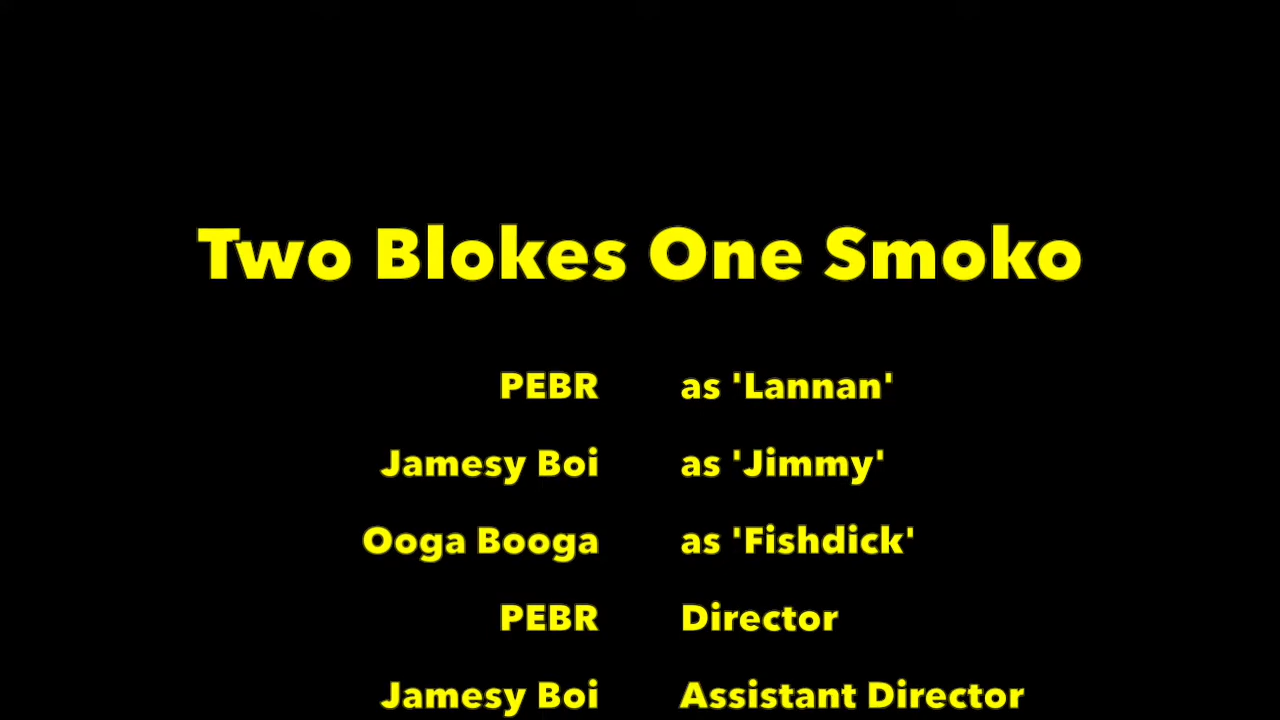 Two Blokes One Smoko
PEBR as 'Lannan'
Jamesy Boi as 'Jimmy'
Ooga Booga as 'Fishdick'
PEBR Director
Jamesy Boi Assistant Director